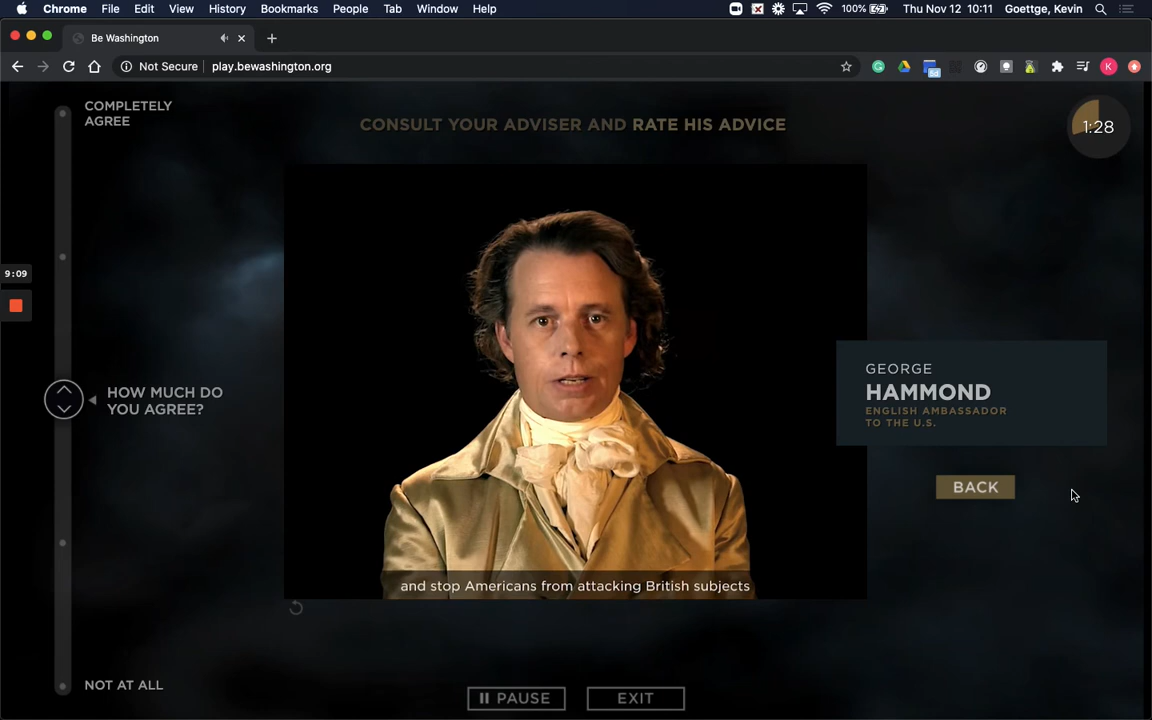 Chrome File Edit View History Bookmarks People Tab Window Help
100% Thu Nov 12 10:11 Goettge, Kevin
Be Washington
Not Secure play.bewashington.org
K
COMPLETELY
AGREE
CONSULT YOUR ADVISER AND RATE HIS ADVICE
1:28
9:09
HOW MUCH DO
YOU AGREE?
GEORGE
HAMMOND
ENGLISH AMBASSADOR
TO THE U.S.
BACK
and stop Americans from attacking British subjects
NOT AT ALL
PAUSE EXIT